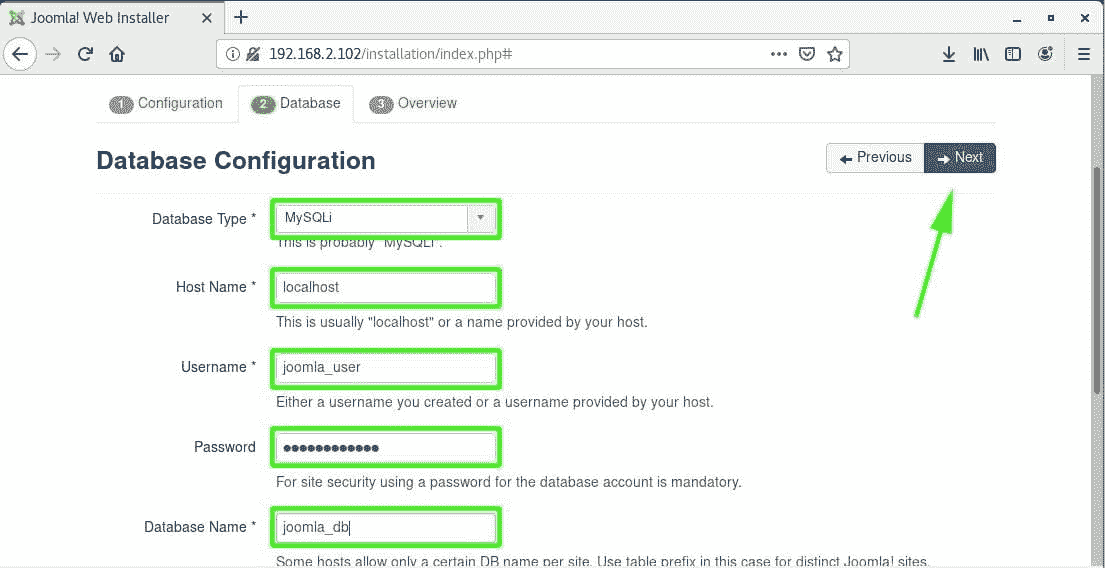 Joomla! Web Installer
192.168.2.102/installation/index.php#
1 Configuration 2 Database 3 Overview
Database Configuration
Previous Next
Database Type * MySQLi
This is probably "MySQLi".
Host Name * localhost
This is usually "localhost" or a name provided by your host.
Username * joomla_user
Either a username you created or a username provided by your host.
Password ●●●●●●●●●●●●
For site security using a password for the database account is mandatory.
Database Name * joomla_db
Some hosts allow only a certain DB name per site. Use table prefix in this case for distinct Joomla! sites.